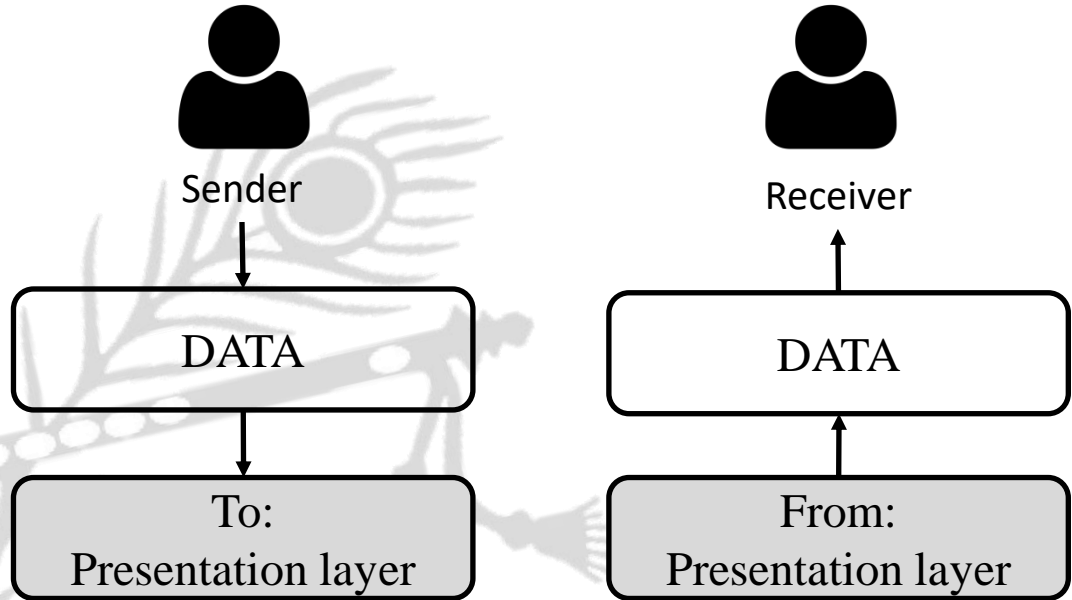 Sender
Receiver
DATA
DATA
To:
Presentation layer
From:
Presentation layer